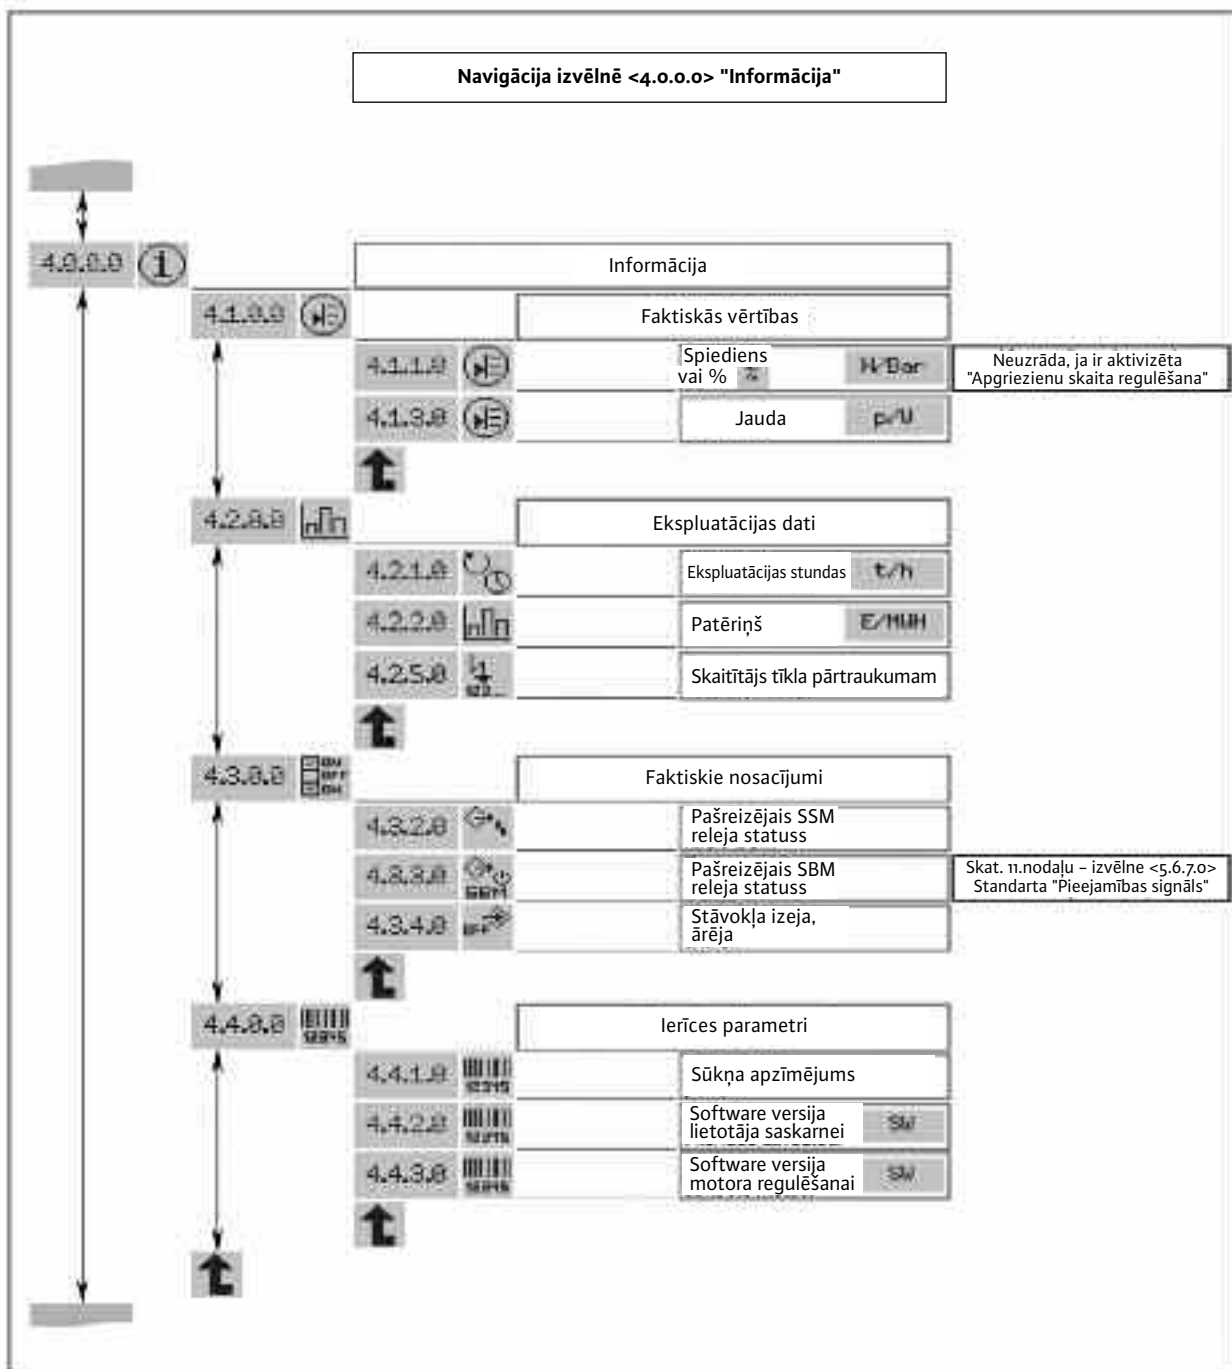 Navigācija izvēlnē <4.0.0.0> "Informācija"
4.0.0.0 i Informācija
4.1.0.0 Faktiskās vērtības
4.1.1.0 Spiediens
vai % % H/Bar
Neuzrāda, ja ir aktivizēta
"Apgriezienu skaita regulēšana"
4.1.3.0 Jauda p/U
4.2.0.0 Ekspluatācijas dati
4.2.1.0 Ekspluatācijas stundas t/h
4.2.2.0 Patēriņš E/MWH
4.2.5.0 Skaitītājs tīkla pārtraukumam
4.3.0.0 Faktiskie nosacījumi
4.3.2.0 Pašreizējais SSM
releja statuss
4.3.3.0 SBM Pašreizējais SBM
releja statuss
Skat. 11.nodaļu – izvēlne <5.6.7.0>
Standarta "Pieejamības signāls"
4.3.4.0 OFF Stāvokļa izeja,
ārēja
4.4.0.0 12345 Ierīces parametri
4.4.1.0 12345 Sūkņa apzīmējums
4.4.2.0 12345 Software versija
lietotāja saskarnei SW
4.4.3.0 12345 Software versija
motora regulēšanai SW